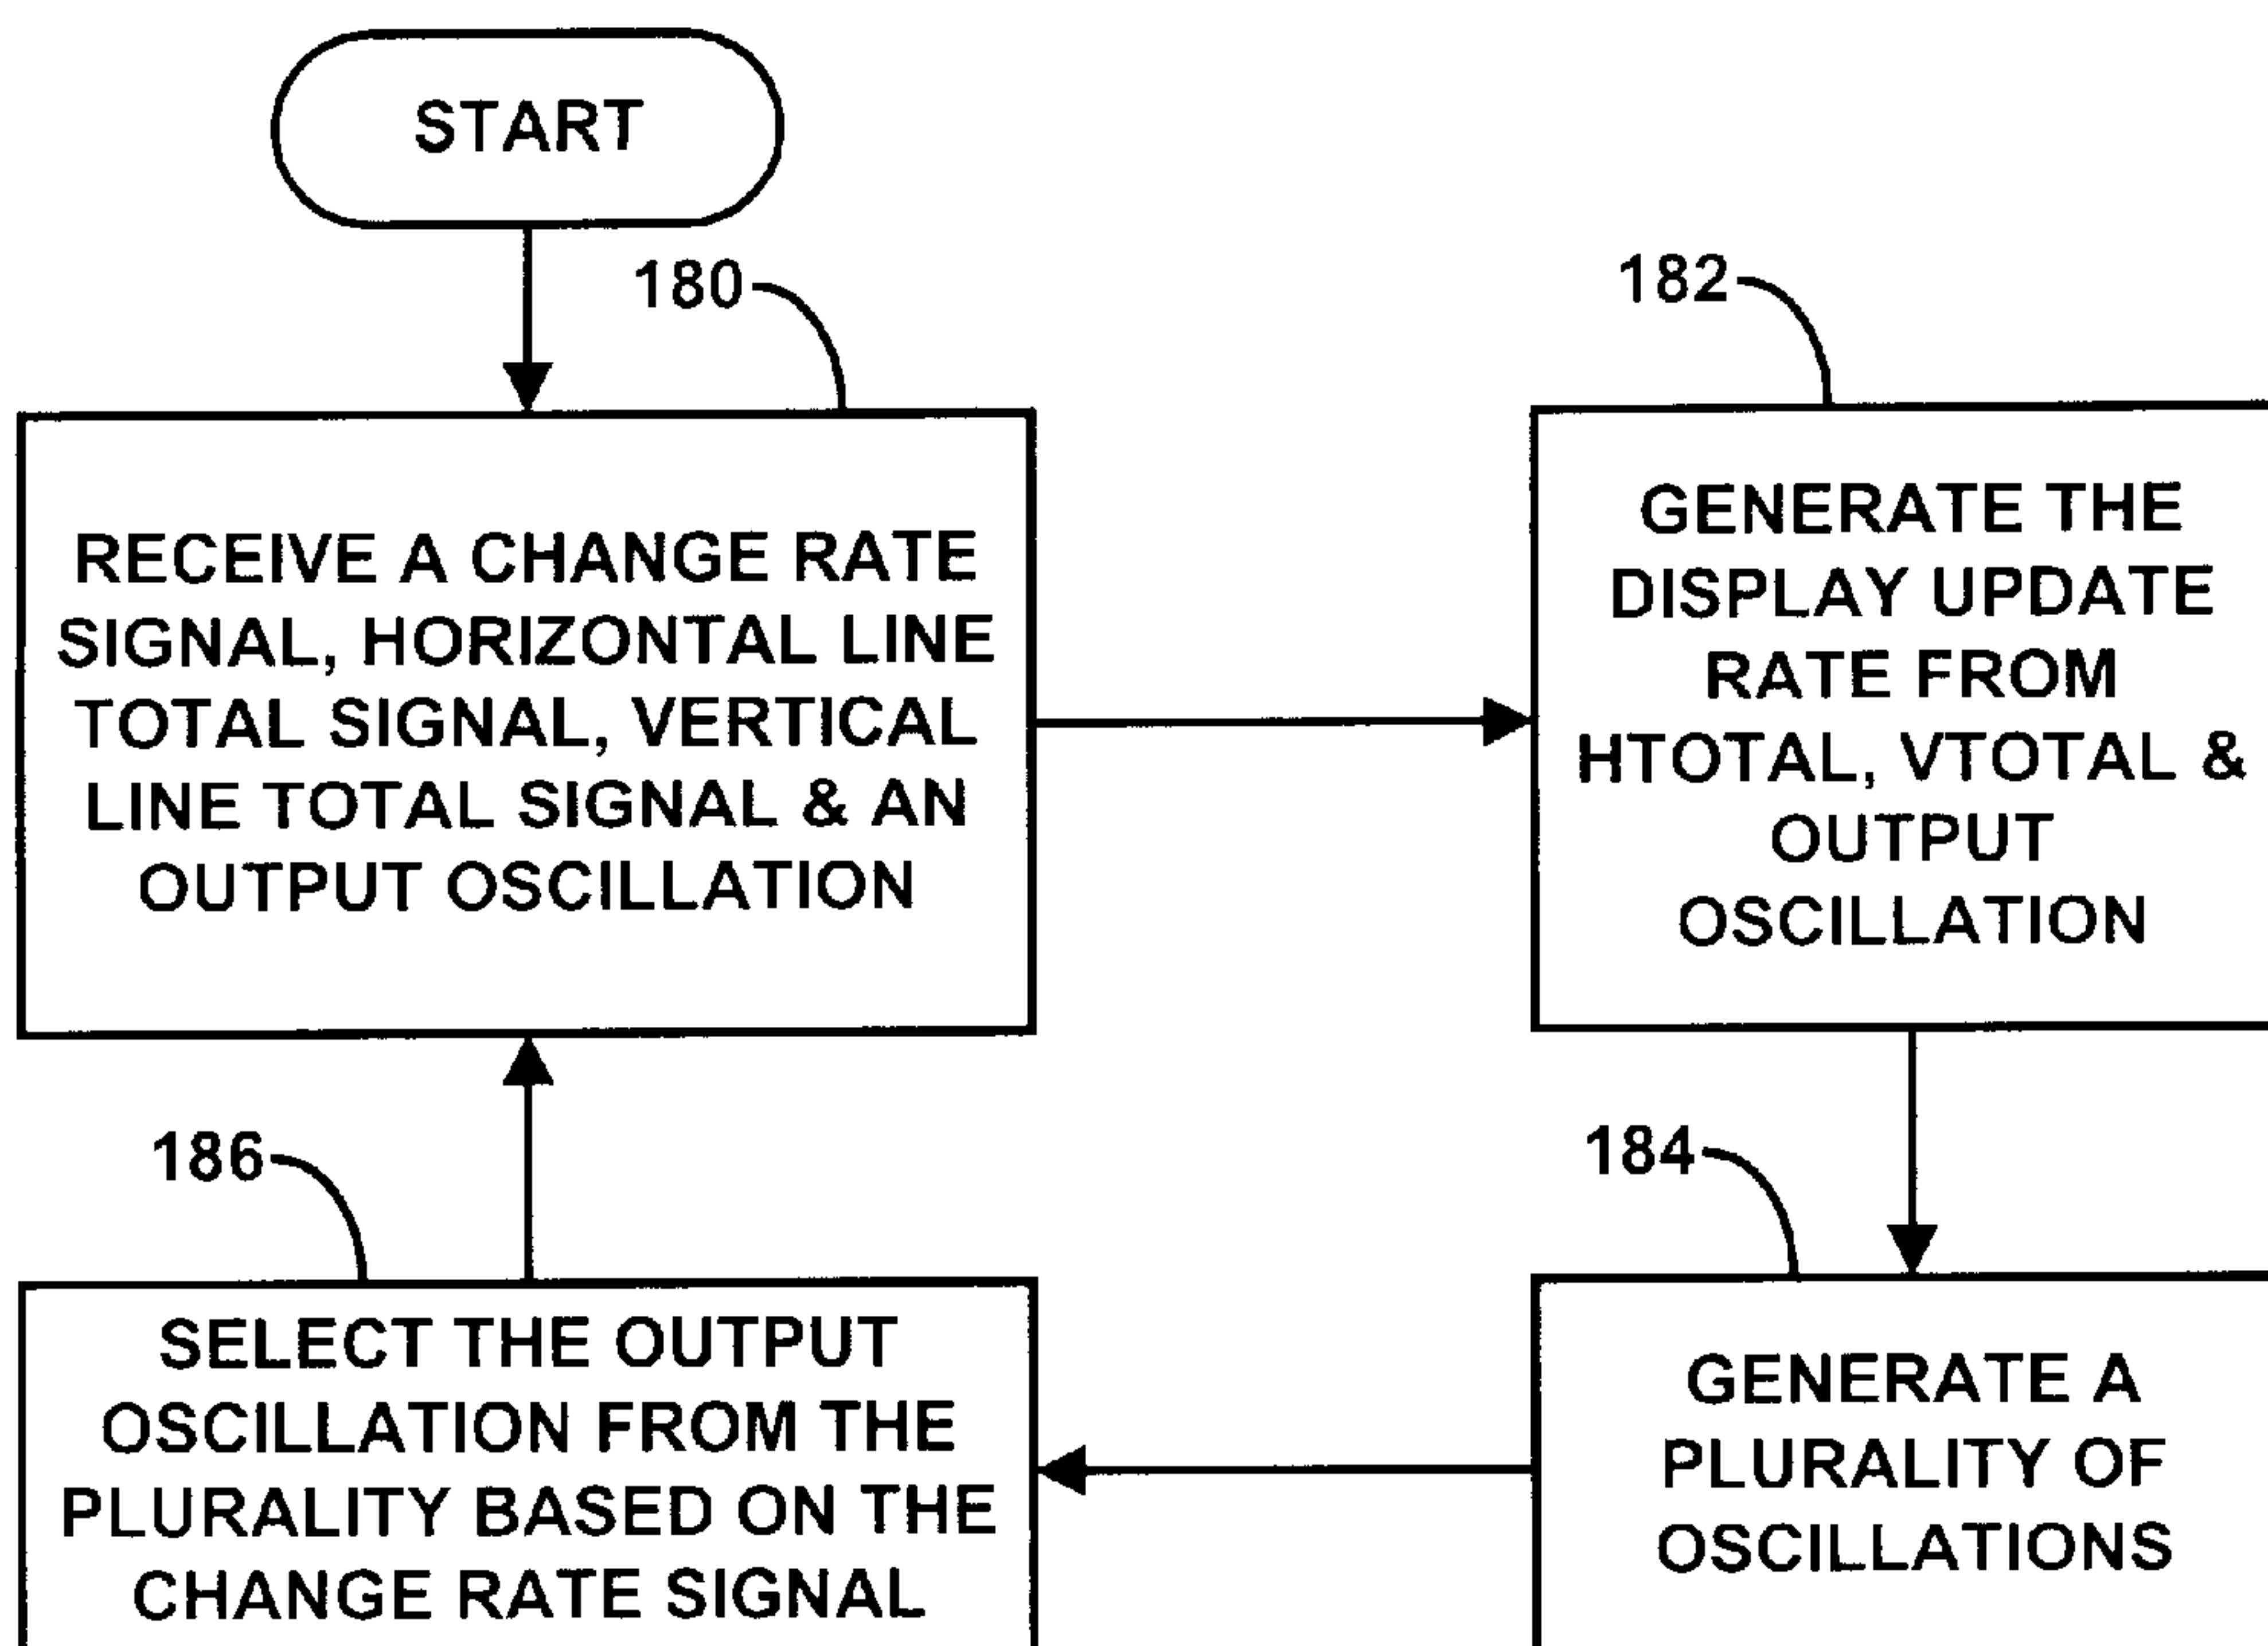 START
180
RECEIVE A CHANGE RATE
SIGNAL, HORIZONTAL LINE
TOTAL SIGNAL, VERTICAL
LINE TOTAL SIGNAL & AN
OUTPUT OSCILLATION
182
GENERATE THE
DISPLAY UPDATE
RATE FROM
HTOTAL, VTOTAL &
OUTPUT
OSCILLATION
184
GENERATE A
PLURALITY OF
OSCILLATIONS
186
SELECT THE OUTPUT
OSCILLATION FROM THE
PLURALITY BASED ON THE
CHANGE RATE SIGNAL